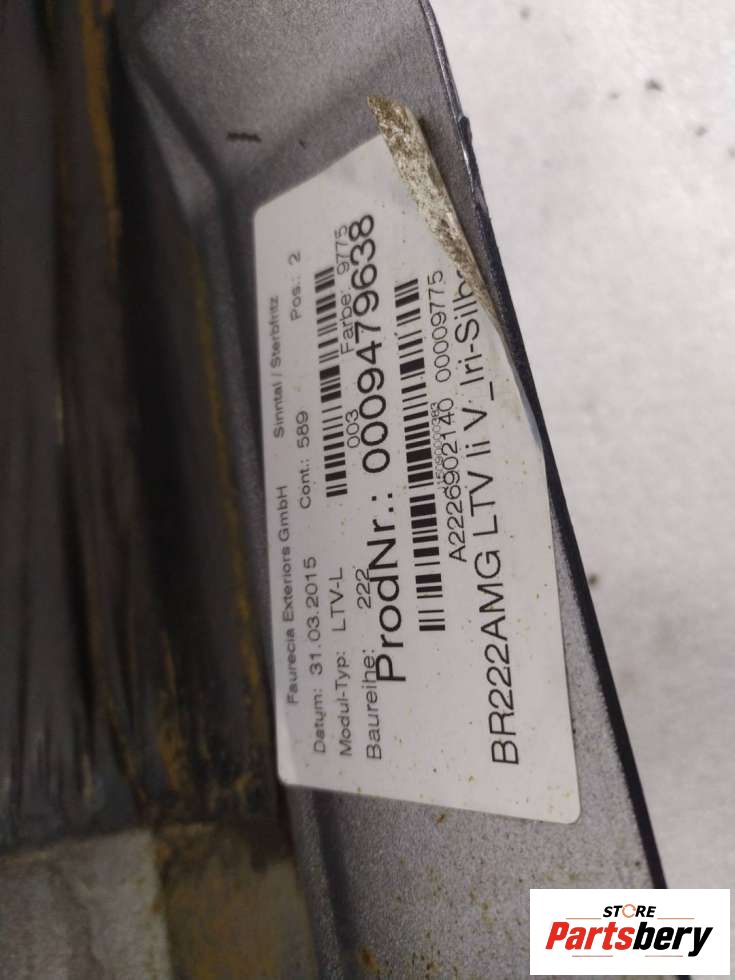 Faurecia Exteriors GmbH Sinntal / Sterbfritz
Datum: 31.03.2015 Cont.: 589 Pos.: 2
Modul-Typ: LTV-L
Baureihe: 222 003 Farbe: 9775
ProdNr.: 0009479638
A2226902140 00009775
BR222AMG LTV li V_Iri-Silb
STORE
Partsbery